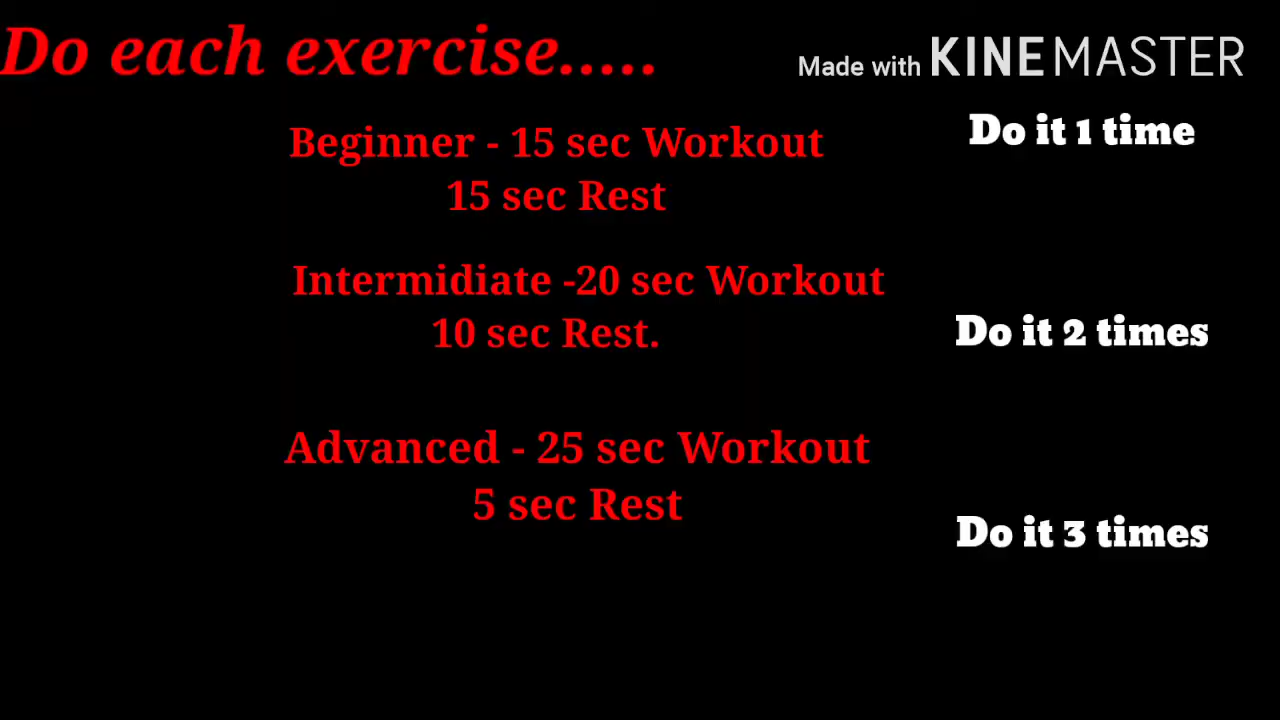 Do each exercise.....
Made with KINEMASTER
Beginner - 15 sec Workout
15 sec Rest
Do it 1 time
Intermidiate -20 sec Workout
10 sec Rest.
Do it 2 times
Advanced - 25 sec Workout
5 sec Rest
Do it 3 times